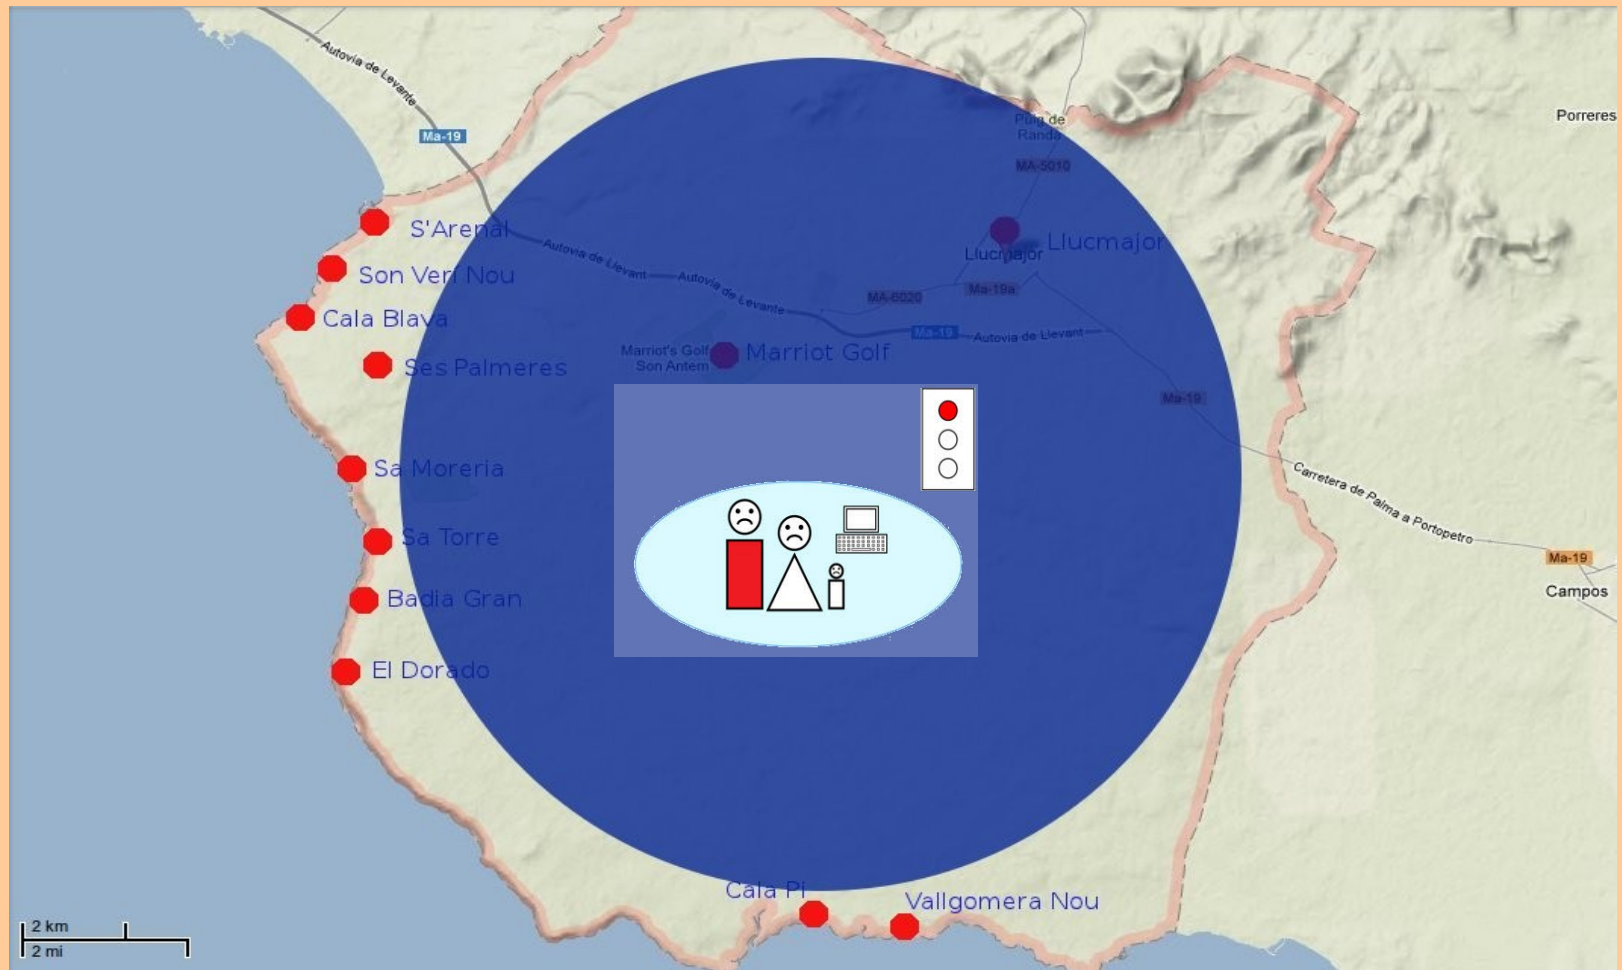 Autovía de Levante
Ma-19
Porreres
Puig de
Randa
MA-5010
S'Arenal
Llucmajor
Llucmajor
Autovia de Llevant
Autovía de Levante
Son Verí Nou
MA-6020
Ma-19a
Cala Blava
Ma-19
Autovia de Llevant
Marriot's Golf
Son Antem
Marriot Golf
Ses Palmeres
Ma-19
Sa Moreria
Carretera de Palma a Portopetro
Sa Torre
Ma-19
Campos
Badia Gran
El Dorado
Cala Pi
Vallgomera Nou
2 km
2 mi